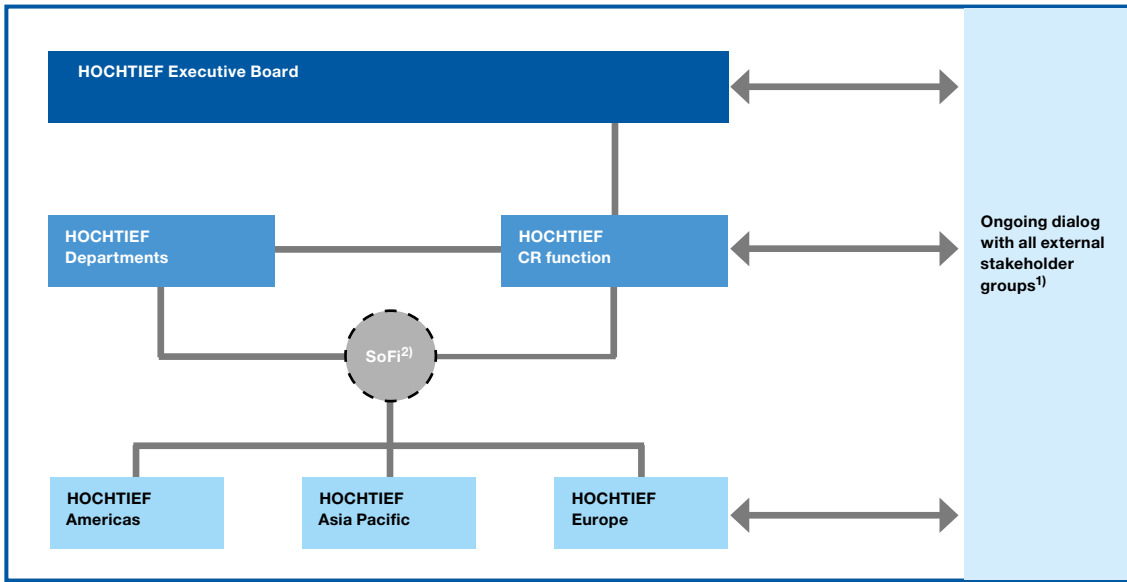 HOCHTIEF Executive Board
HOCHTIEF
Departments
HOCHTIEF
CR function
Ongoing dialog
with all external
stakeholder
groups1)
SoFi2)
HOCHTIEF
Americas
HOCHTIEF
Asia Pacific
HOCHTIEF
Europe